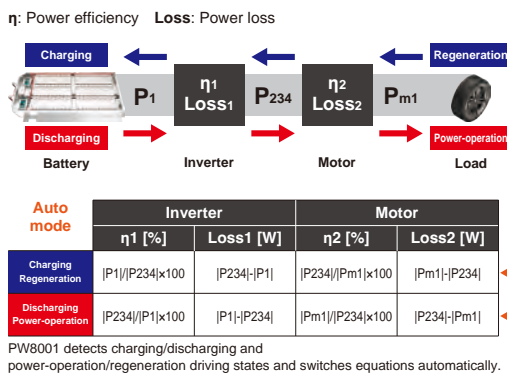 η: Power efficiency Loss: Power loss
Charging
Regeneration
P1
η1
Loss1
P234
η2
Loss2
Pm1
Discharging
Power-operation
Battery
Inverter
Motor
Load
Auto mode
Inverter
Motor
η1 [%]
Loss1 [W]
η2 [%]
Loss2 [W]
Charging
Regeneration
|P1|/|P234|×100
|P234|-|P1|
|P234|/|Pm1|×100
|Pm1|-|P234|
Discharging
Power-operation
|P234|/|P1|×100
|P1|-|P234|
|Pm1|/|P234|×100
|P234|-|Pm1|
PW8001 detects charging/discharging and
power-operation/regeneration driving states and switches equations automatically.